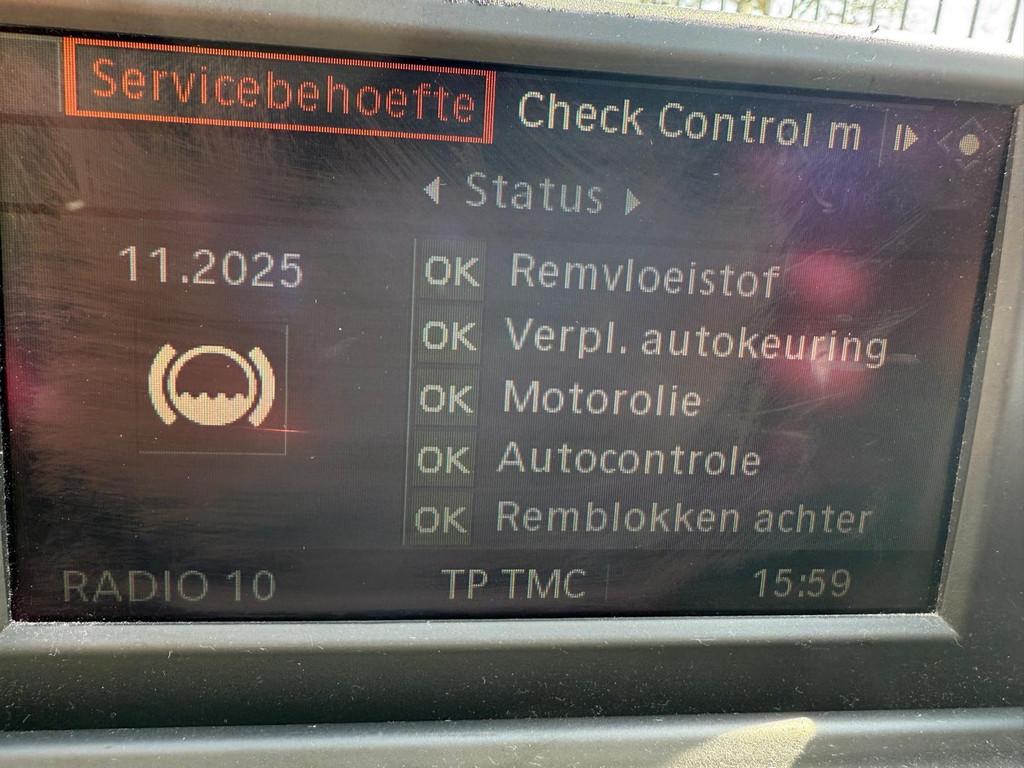 Servicebehoefte Check Control m
Status
11.2025
OK Remvloeistof
OK Verpl. autokeuring
OK Motorolie
OK Autocontrole
OK Remblokken achter
RADIO 10 TP TMC 15:59